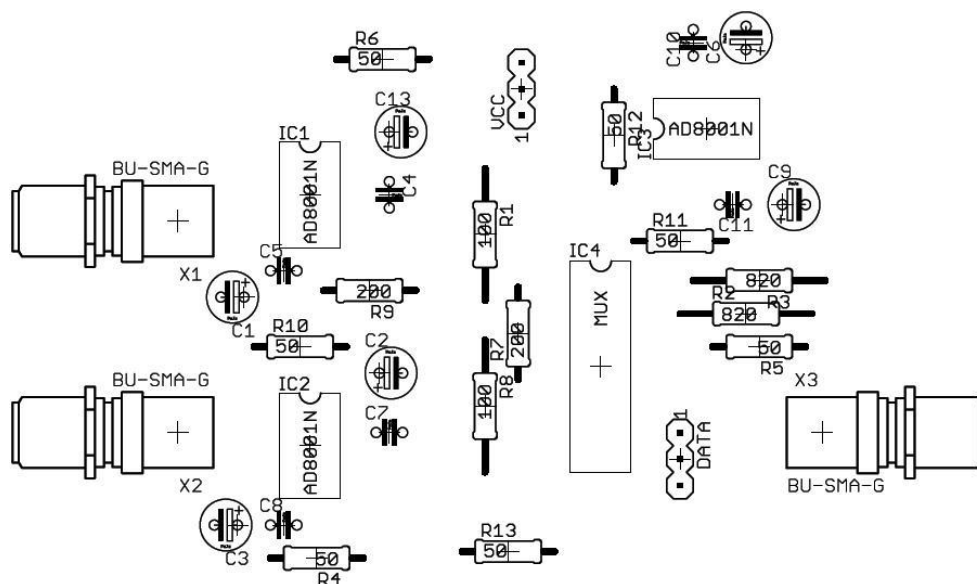 R6
50
C10
C6
C13
VCC
1
50
R12
IC3
AD8001N
IC1
AD8001N
BU-SMA-G
X1
C4
100
R1
C9
C11
R11
50
IC4
MUX
C5
C1
200
R9
820
R3
R2
820
R10
50
C2
R7
200
50
R5
X3
BU-SMA-G
X2
IC2
AD8001N
C7
100
R8
1
DATA
BU-SMA-G
C3
C8
50
R4
R13
50